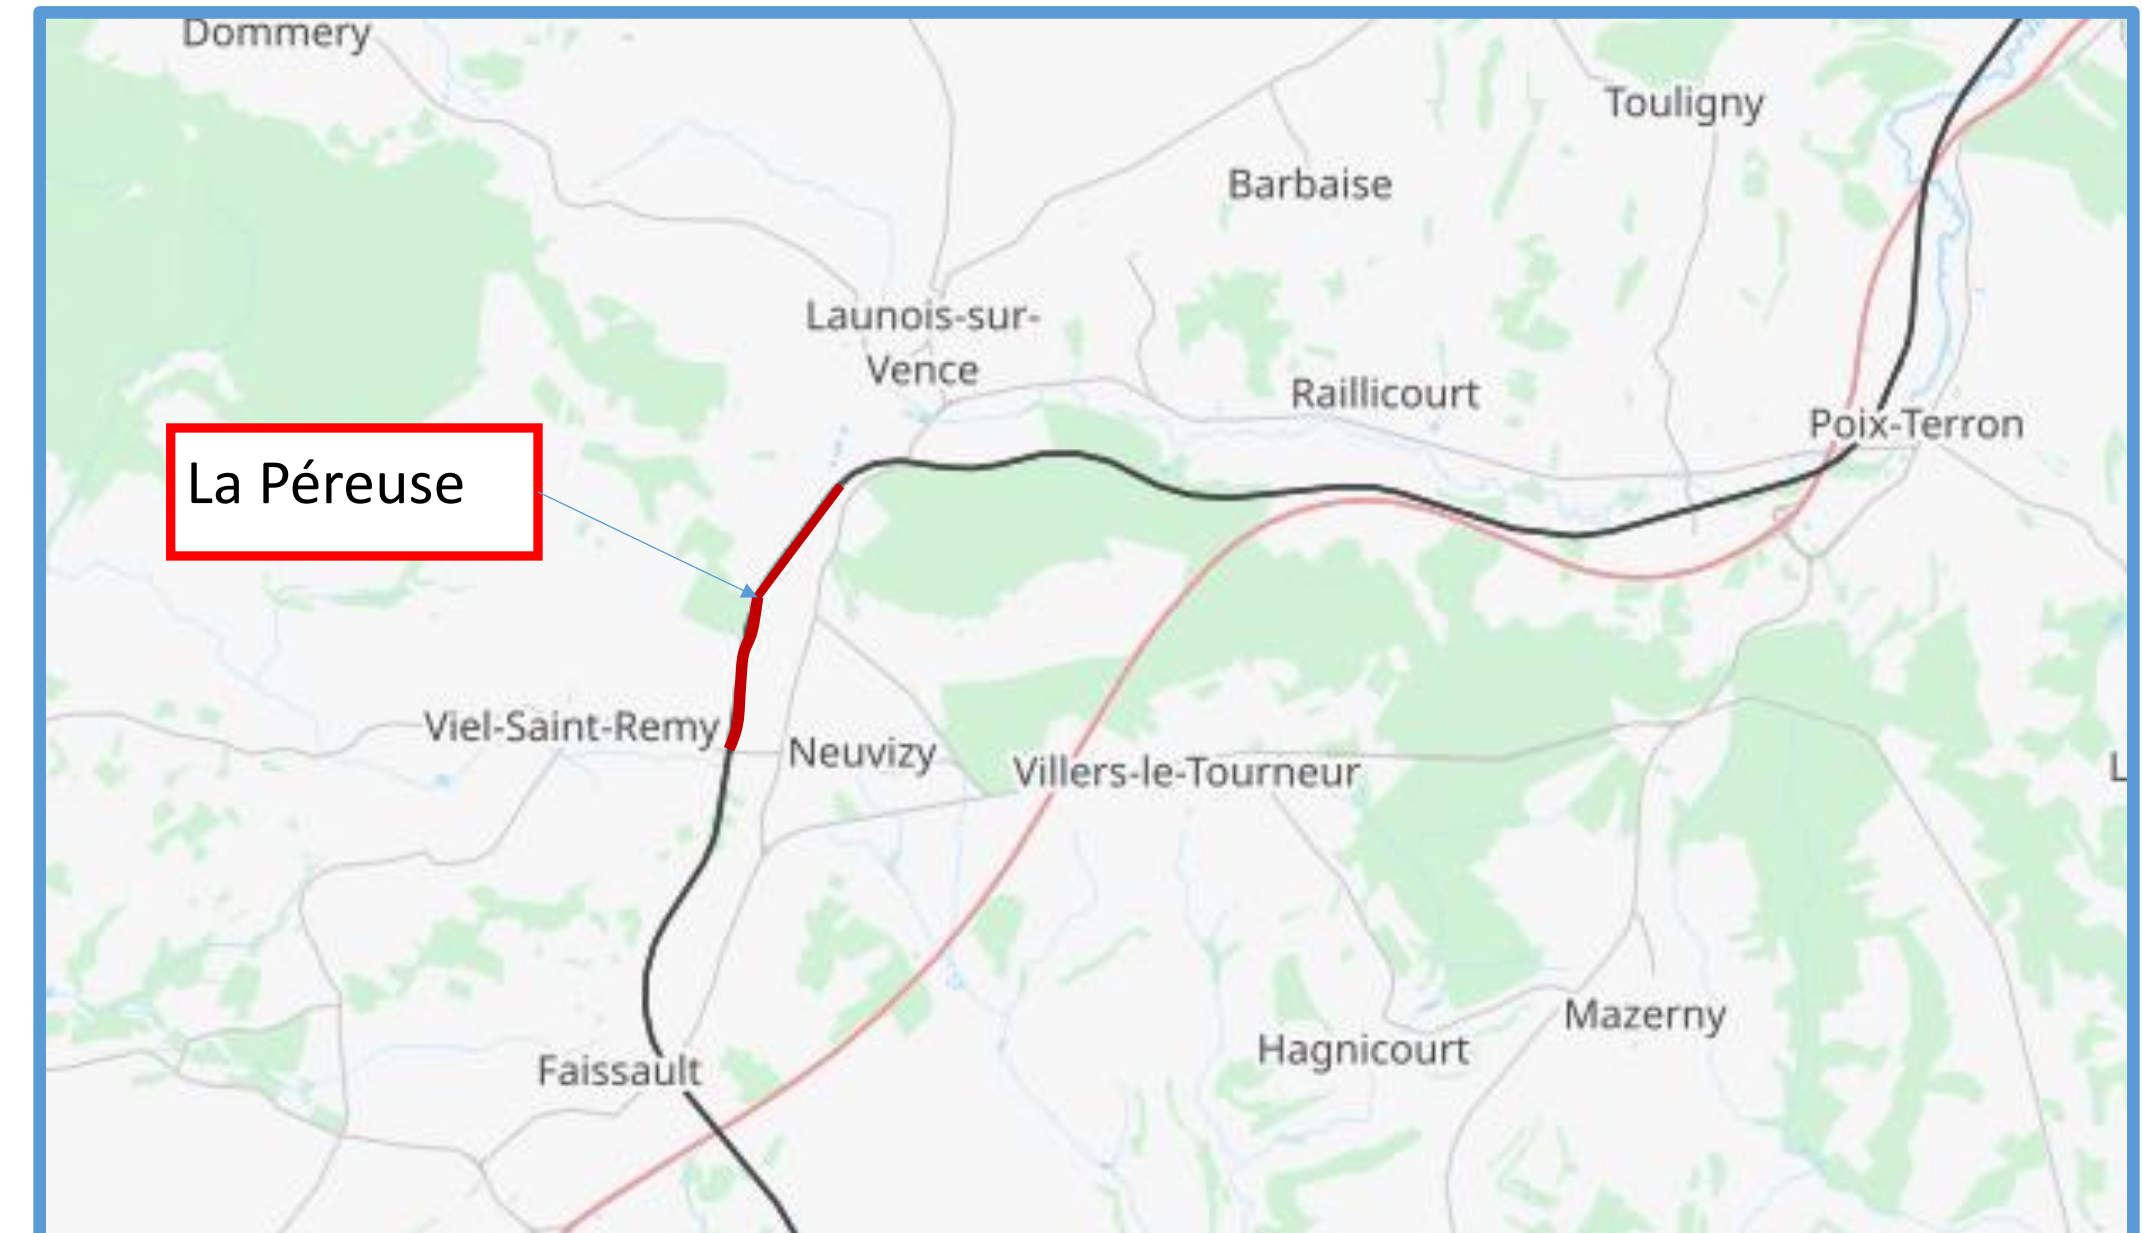 Dommery
Touligny
Barbaise
Launois-sur-
Vence
Raillicourt
Poix-Terron
La Péreuse
Viel-Saint-Remy
Neuvizy
Villers-le-Tourneur
L
Mazerny
Hagnicourt
Faissault